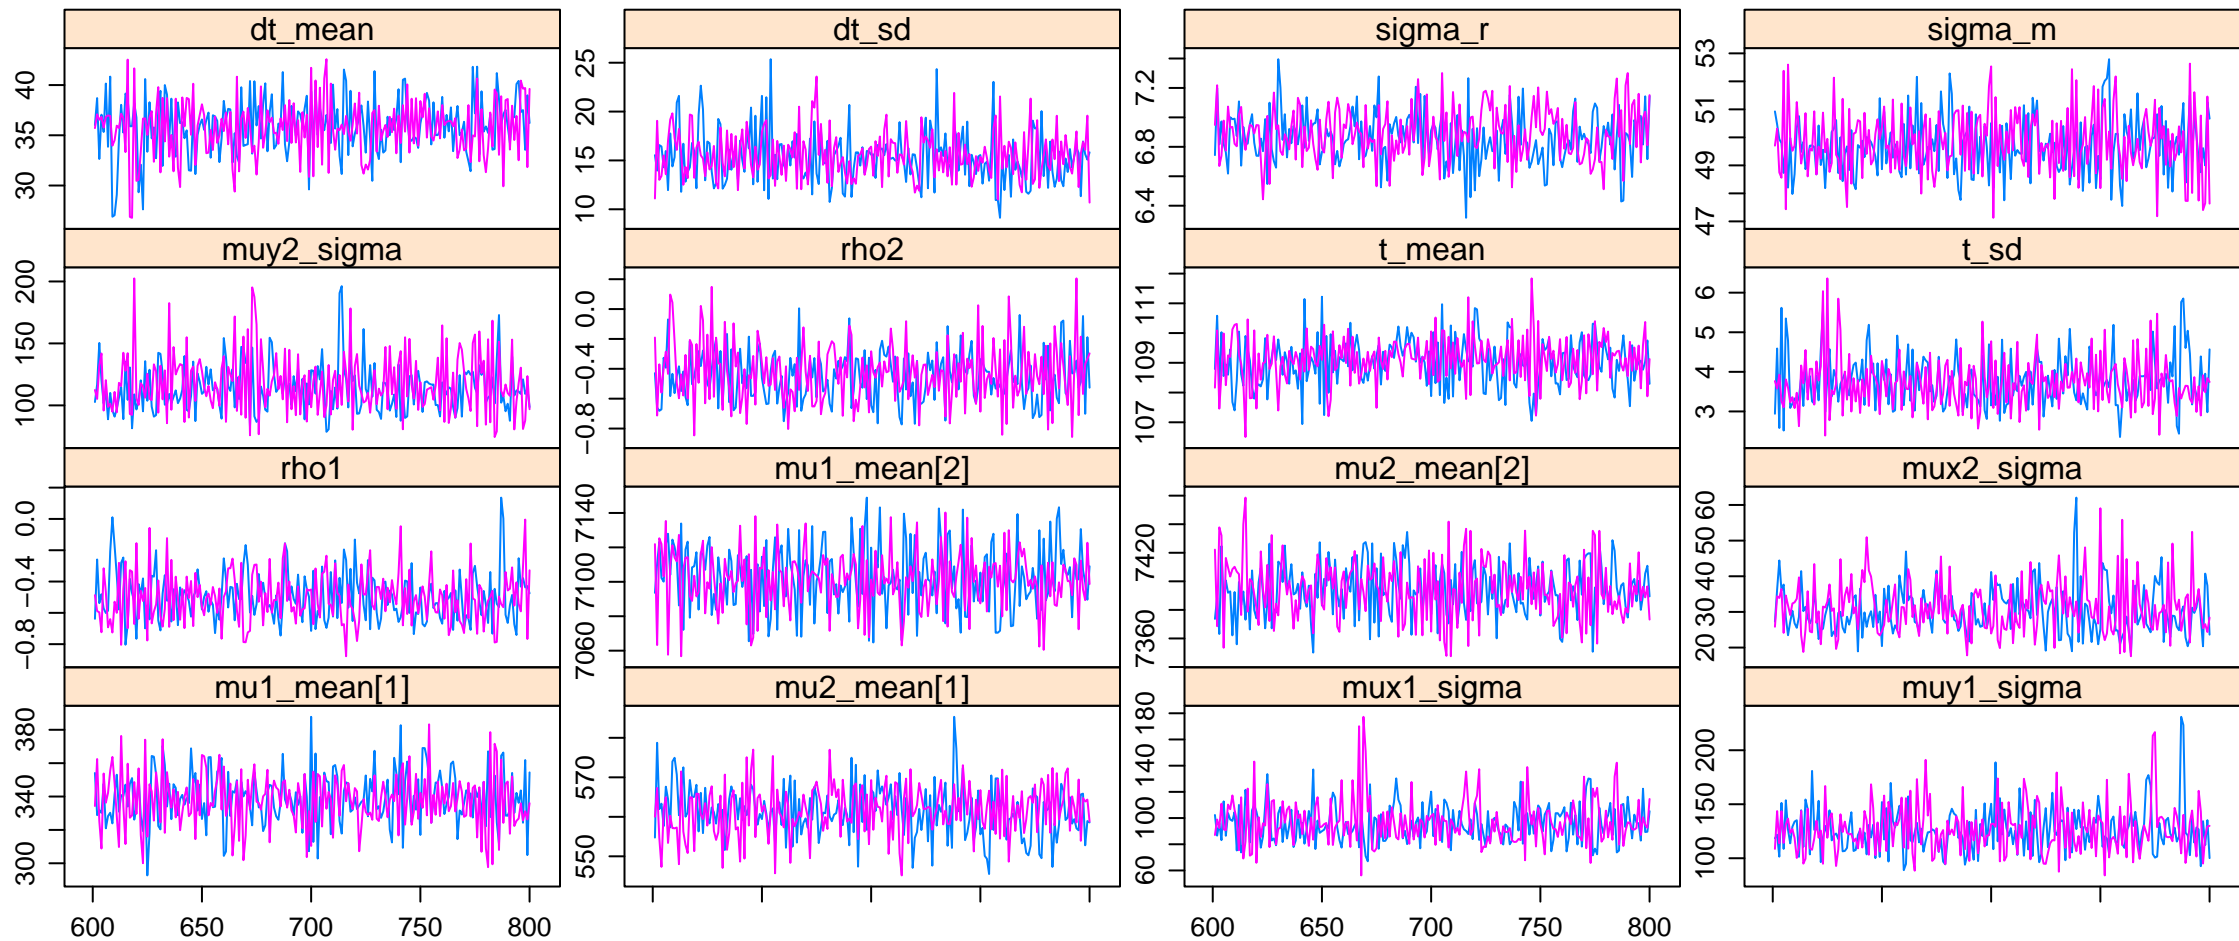 dt_mean dt_sd sigma_r sigma_m
30 35 40
10 15 20 25
6.4 6.8 7.2
47 49 51 53
muy2_sigma rho2 t_mean t_sd
100 150 200
−0.8 −0.4 0.0
107 109 111
3 4 5 6
rho1 mu1_mean[2] mu2_mean[2] mux2_sigma
−0.8 −0.4 0.0
7060 7100 7140
7360 7420
20 30 40 50 60
mu1_mean[1] mu2_mean[1] mux1_sigma muy1_sigma
300 340 380
550 570
60 100 140 180
100 150 200
600 650 700 750 800
600 650 700 750 800